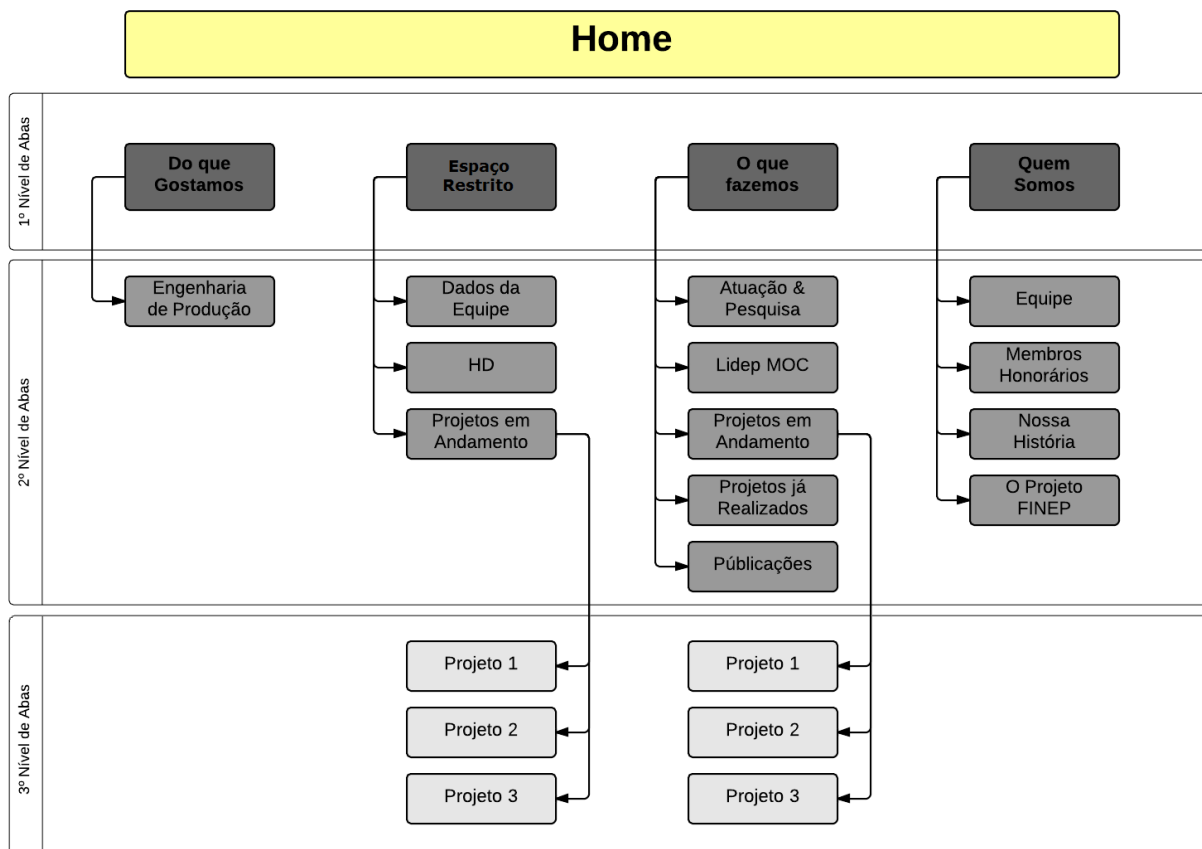 Home
1º Nível de Abas
Do que
Gostamos
Espaço
Restrito
O que
fazemos
Quem
Somos
2º Nível de Abas
Engenharia
de Produção
Dados da
Equipe
HD
Projetos em
Andamento
Atuação &
Pesquisa
Lidep MOC
Projetos em
Andamento
Projetos já
Realizados
Públicações
Equipe
Membros
Honorários
Nossa
História
O Projeto
FINEP
3º Nível de Abas
Projeto 1
Projeto 2
Projeto 3
Projeto 1
Projeto 2
Projeto 3